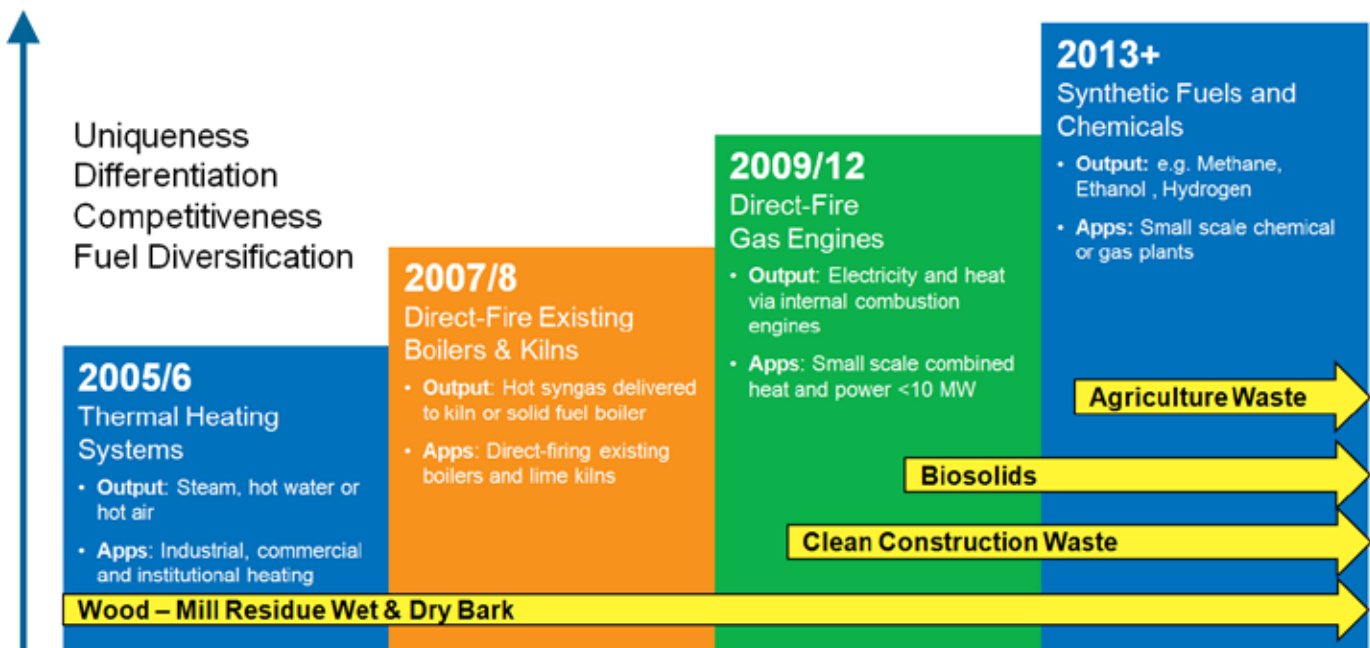 Uniqueness
Differentiation
Competitiveness
Fuel Diversification
2005/6
Thermal Heating
Systems
• Output: Steam, hot water or
hot air
• Apps: Industrial, commercial
and institutional heating
2007/8
Direct-Fire Existing
Boilers & Kilns
• Output: Hot syngas delivered
to kiln or solid fuel boiler
• Apps: Direct-firing existing
boilers and lime kilns
2009/12
Direct-Fire
Gas Engines
• Output: Electricity and heat
via internal combustion
engines
• Apps: Small scale combined
heat and power <10 MW
2013+
Synthetic Fuels and
Chemicals
• Output: e.g. Methane,
Ethanol , Hydrogen
• Apps: Small scale chemical
or gas plants
Agriculture Waste
Biosolids
Clean Construction Waste
Wood – Mill Residue Wet & Dry Bark